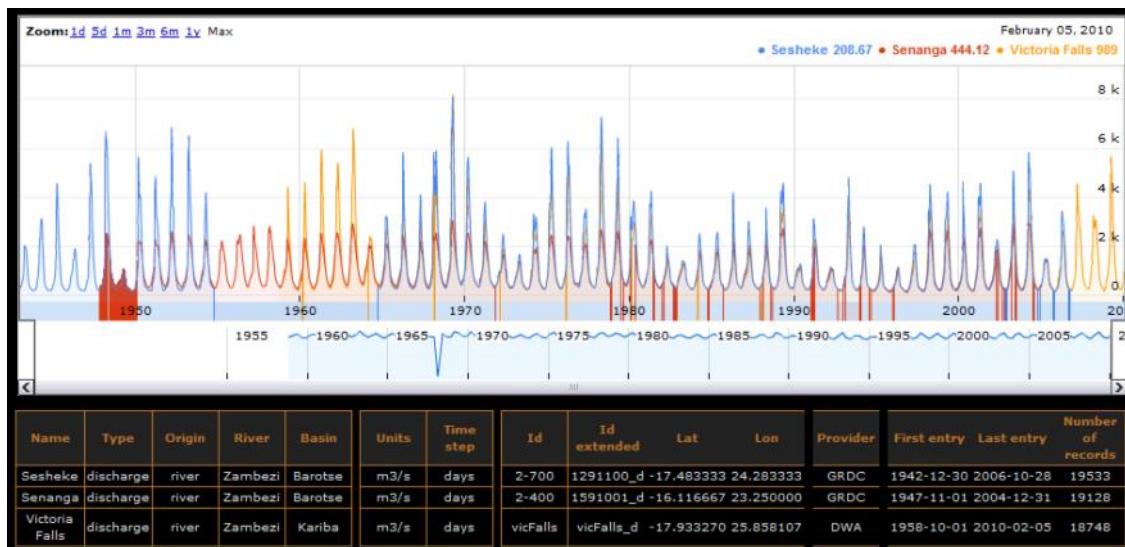 Zoom: 1d 5d 1m 3m 6m 1y Max
February 05, 2010
• Sesheke 208.67 • Senanga 444.12 • Victoria Falls 989
8 k
6 k
4 k
2 k
0
1950 1960 1970 1980 1990 2000 20
1955 1960 1965 1970 1975 1980 1985 1990 1995 2000 2005 2
Name Type Origin River Basin Units Time step Id Id extended Lat Lon Provider First entry Last entry Number of records
Sesheke discharge river Zambezi Barotse m3/s days 2-700 1291100_d -17.483333 24.283333 GRDC 1942-12-30 2006-10-28 19533
Senanga discharge river Zambezi Barotse m3/s days 2-400 1591001_d -16.116667 23.250000 GRDC 1947-11-01 2004-12-31 19128
Victoria Falls discharge river Zambezi Kariba m3/s days vicFalls vicFalls_d -17.933270 25.858107 DWA 1958-10-01 2010-02-05 18748